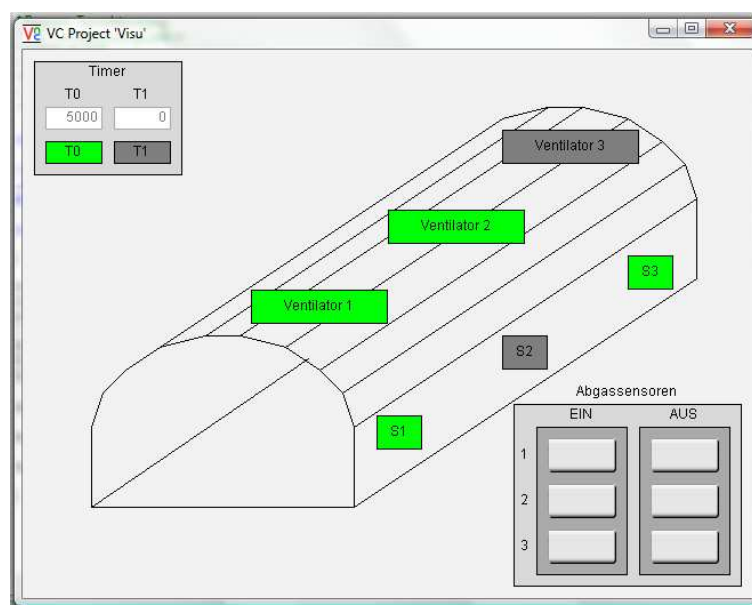 VC Project 'Visu'
Timer
T0 T1
5000 0
T0 T1
Ventilator 3
Ventilator 2
Ventilator 1
S3
S2
S1
Abgassensoren
EIN AUS
1
2
3